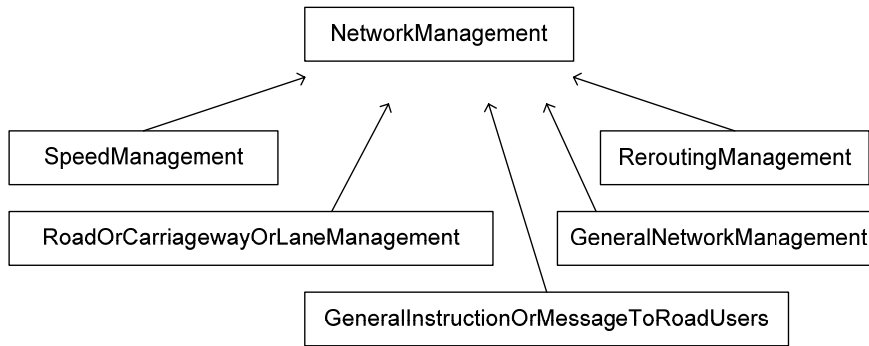 NetworkManagement
SpeedManagement
ReroutingManagement
RoadOrCarriagewayOrLaneManagement
GeneralNetworkManagement
GeneralInstructionOrMessageToRoadUsers